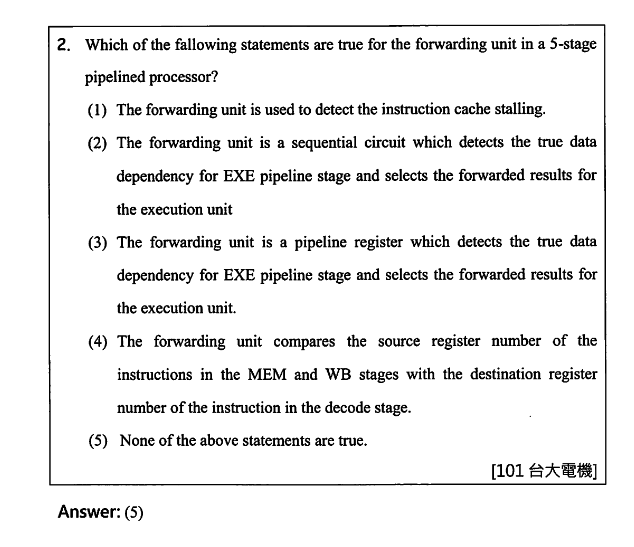 2. Which of the fallowing statements are true for the forwarding unit in a 5-stage
pipelined processor?
(1) The forwarding unit is used to detect the instruction cache stalling.
(2) The forwarding unit is a sequential circuit which detects the true data
dependency for EXE pipeline stage and selects the forwarded results for
the execution unit
(3) The forwarding unit is a pipeline register which detects the true data
dependency for EXE pipeline stage and selects the forwarded results for
the execution unit.
(4) The forwarding unit compares the source register number of the
instructions in the MEM and WB stages with the destination register
number of the instruction in the decode stage.
(5) None of the above statements are true.
[101 台大電機]
Answer: (5)